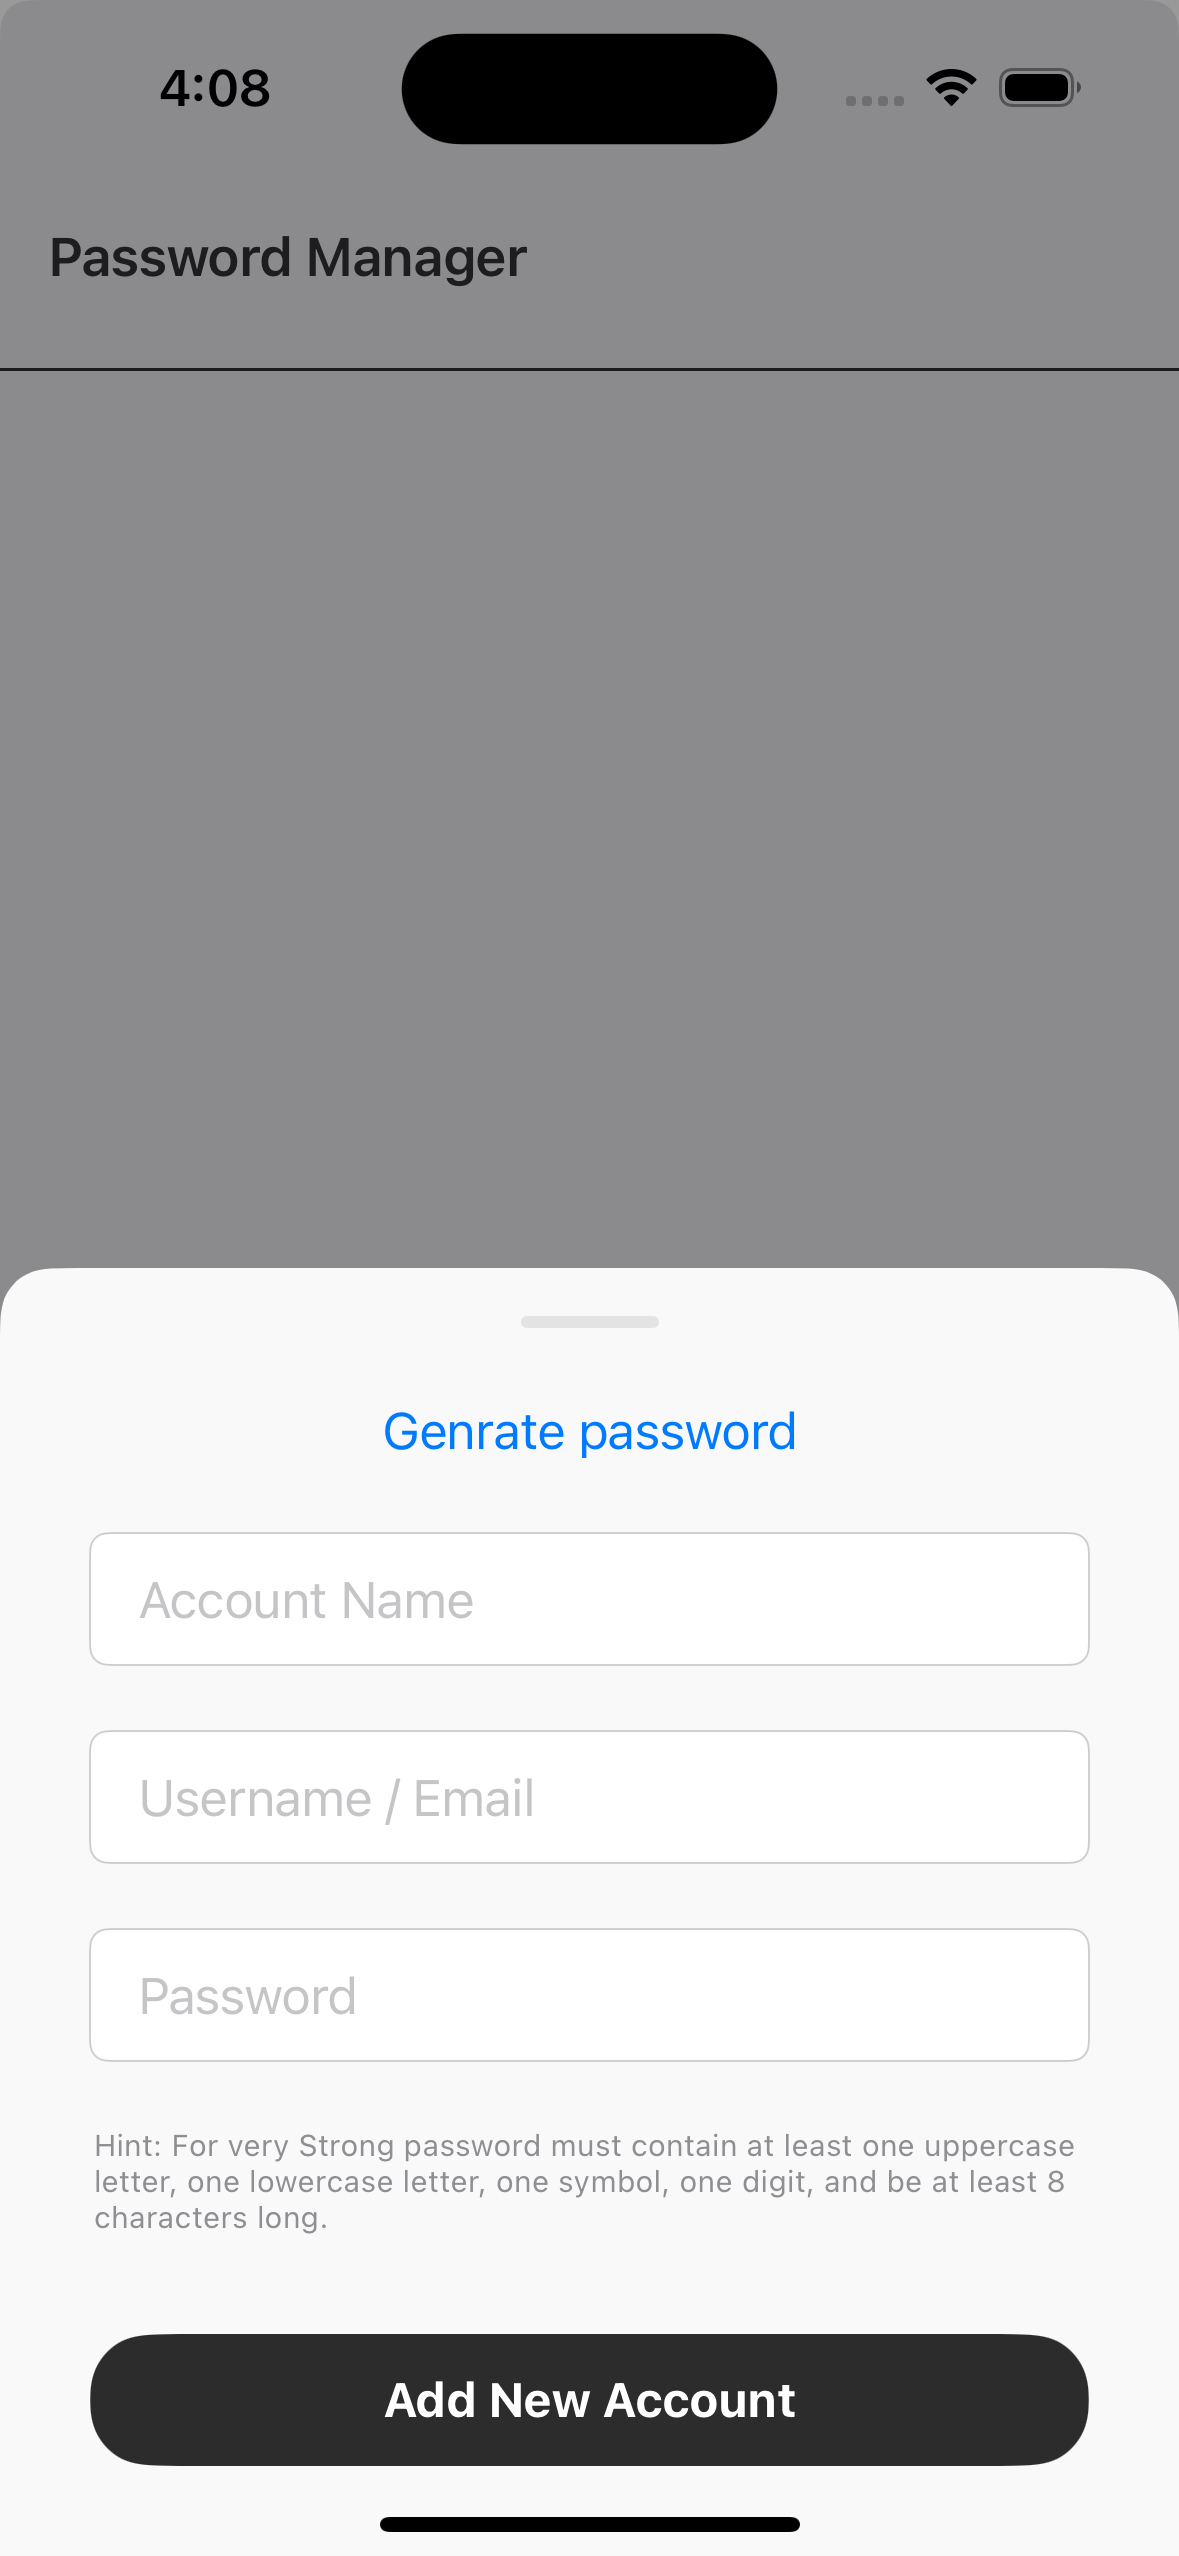 4:08
Password Manager
Genrate password
Account Name
Username / Email
Password
Hint: For very Strong password must contain at least one uppercase
letter, one lowercase letter, one symbol, one digit, and be at least 8
characters long.
Add New Account